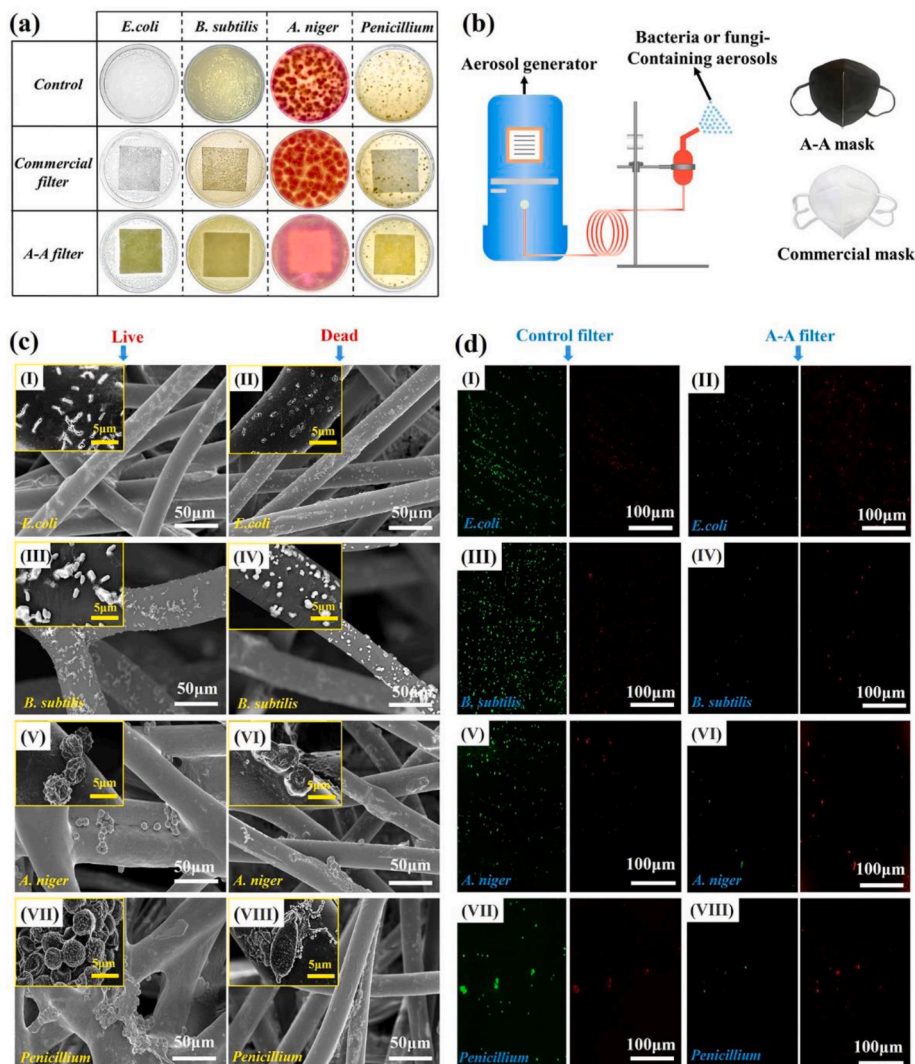 (a)
E.coli B. subtilis A. niger Penicillium
Control
Commercial
filter
A-A filter
(b)
Aerosol generator
Bacteria or fungi-
Containing aerosols
A-A mask
Commercial mask
(c)
Live Dead
(I) (II)
5μm 5μm
50μm 50μm
E.coli E.coli
(III) (IV)
5μm 5μm
50μm 50μm
B. subtilis B. subtilis
(V) (VI)
5μm 5μm
50μm 50μm
A. niger A. niger
(VII) (VIII)
5μm 5μm
50μm 50μm
Penicillium Penicillium
(d)
Control filter A-A filter
(I) (II)
100μm 100μm
E.coli E.coli
(III) (IV)
100μm 100μm
B. subtilis B. subtilis
(V) (VI)
100μm 100μm
A. niger A. niger
(VII) (VIII)
100μm 100μm
Penicillium Penicillium